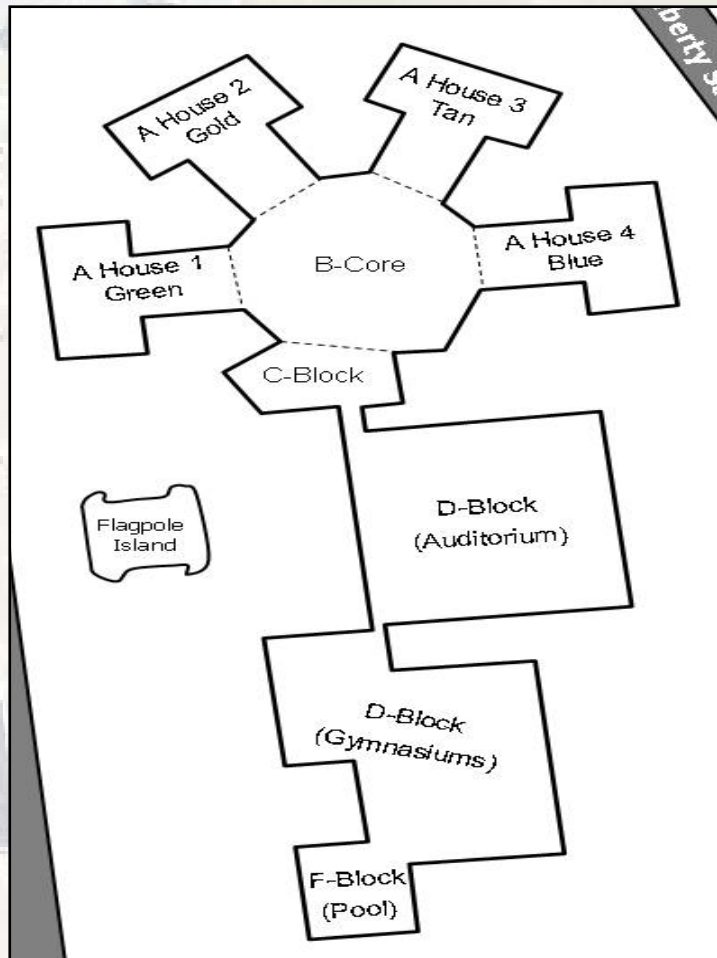 A House 2
Gold
A House 3
Tan
A House 1
Green
B-Core
A House 4
Blue
C-Block
Flagpole
Island
D-Block
(Auditorium)
D-Block
(Gymnasiums)
F-Block
(Pool)